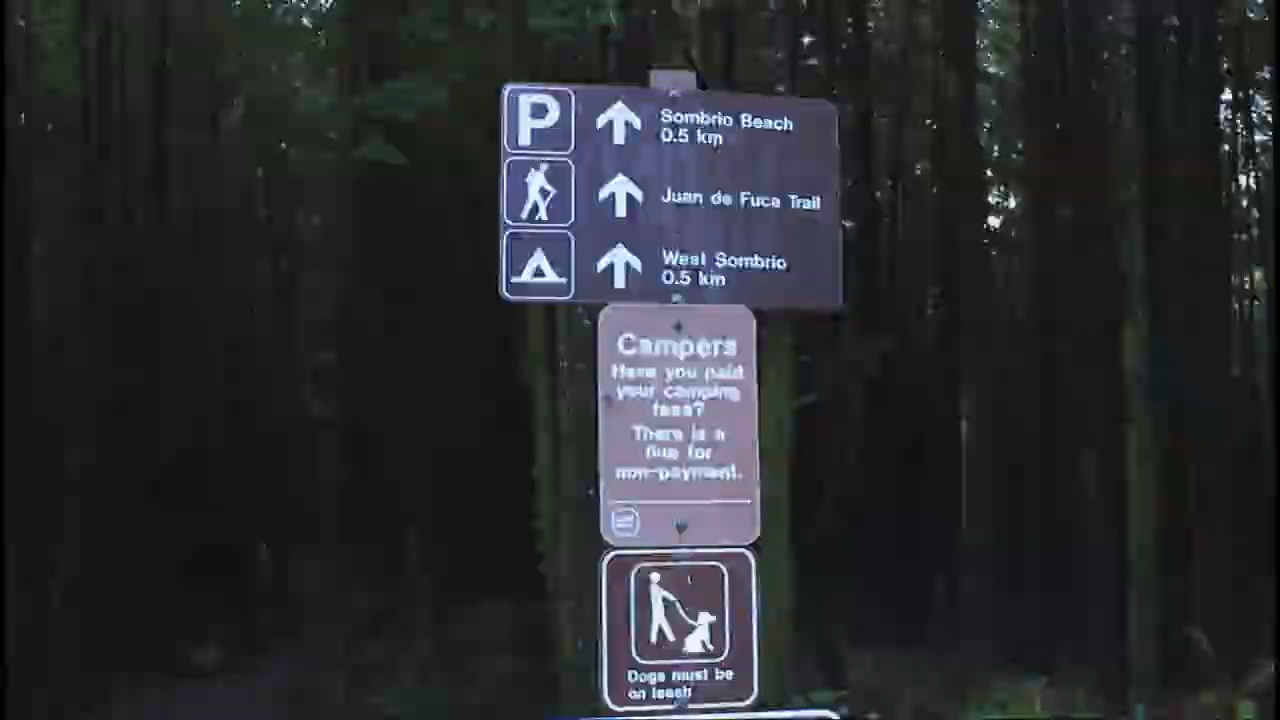 P
Sombrio Beach
0.5 km
Juan de Fuca Trail
West Sombrio
0.5 km
Campers
Have you paid
your camping
fees?
There is a
fine for
non-payment.
Dogs must be
on leash